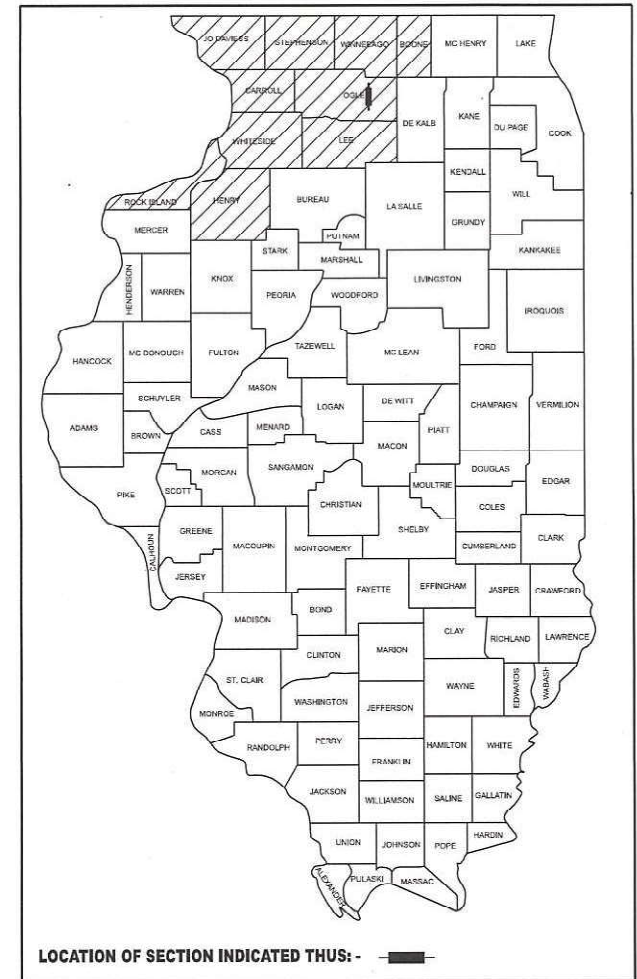 JO DAVIESS STEPHENSON WINNEBAGO BOONE MC HENRY LAKE
CARROLL OGLE DE KALB KANE DU PAGE COOK
WHITESIDE LEE KENDALL WILL
ROCK ISLAND HENRY BUREAU LA SALLE GRUNDY
MERCER PUTNAM KANKAKEE
STARK MARSHALL
HENDERSON WARREN KNOX PEORIA WOODFORD LIVINGSTON IROQUOIS
HANCOCK MC DONOUGH FULTON TAZEWELL MC LEAN FORD
SCHUYLER MASON LOGAN DE WITT CHAMPAIGN VERMILION
ADAMS BROWN CASS MENARD MACON PIATT
PIKE SCOTT MORGAN SANGAMON CHRISTIAN MOULTRIE DOUGLAS EDGAR
COLES
CALHOUN GREENE MACOUPIN MONTGOMERY SHELBY CUMBERLAND CLARK
JERSEY FAYETTE EFFINGHAM JASPER CRAWFORD
MADISON BOND
CLINTON MARION CLAY RICHLAND LAWRENCE
ST. CLAIR WAYNE EDWARDS WABASH
MONROE WASHINGTON JEFFERSON
RANDOLPH PERRY FRANKLIN HAMILTON WHITE
JACKSON WILLIAMSON SALINE GALLATIN
UNION JOHNSON POPE HARDIN
ALEXANDER PULASKI MASSAC
LOCATION OF SECTION INDICATED THUS: -